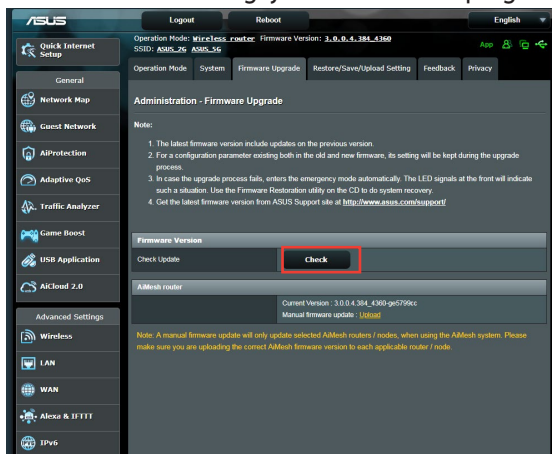 ASUS
Logout
Reboot
English
Quick Internet Setup
Operation Mode: Wireless router Firmware Version: 3.0.0.4.384_4360
SSID: ASUS_2G ASUS_5G
App
General
Operation Mode System Firmware Upgrade Restore/Save/Upload Setting Feedback Privacy
Network Map
Guest Network
AiProtection
Adaptive QoS
Traffic Analyzer
Game Boost
USB Application
AiCloud 2.0
Advanced Settings
Wireless
LAN
WAN
Alexa & IFTTT
IPv6
Administration - Firmware Upgrade
Note:
1. The latest firmware version include updates on the previous version.
2. For a configuration parameter existing both in the old and new firmware, its setting will be kept during the upgrade
process.
3. In case the upgrade process fails, enters the emergency mode automatically. The LED signals at the front will indicate
such a situation. Use the Firmware Restoration utility on the CD to do system recovery.
4. Get the latest firmware version from ASUS Support site at http://www.asus.com/support/
Firmware Version
Check Update
Check
AiMesh router
Current Version : 3.0.0.4.384_4360-ge5799cc
Manual firmware update : Upload
Note: A manual firmware update will only update selected AiMesh routers / nodes, when using the AiMesh system. Please
make sure you are uploading the correct AiMesh firmware version to each applicable router / node.